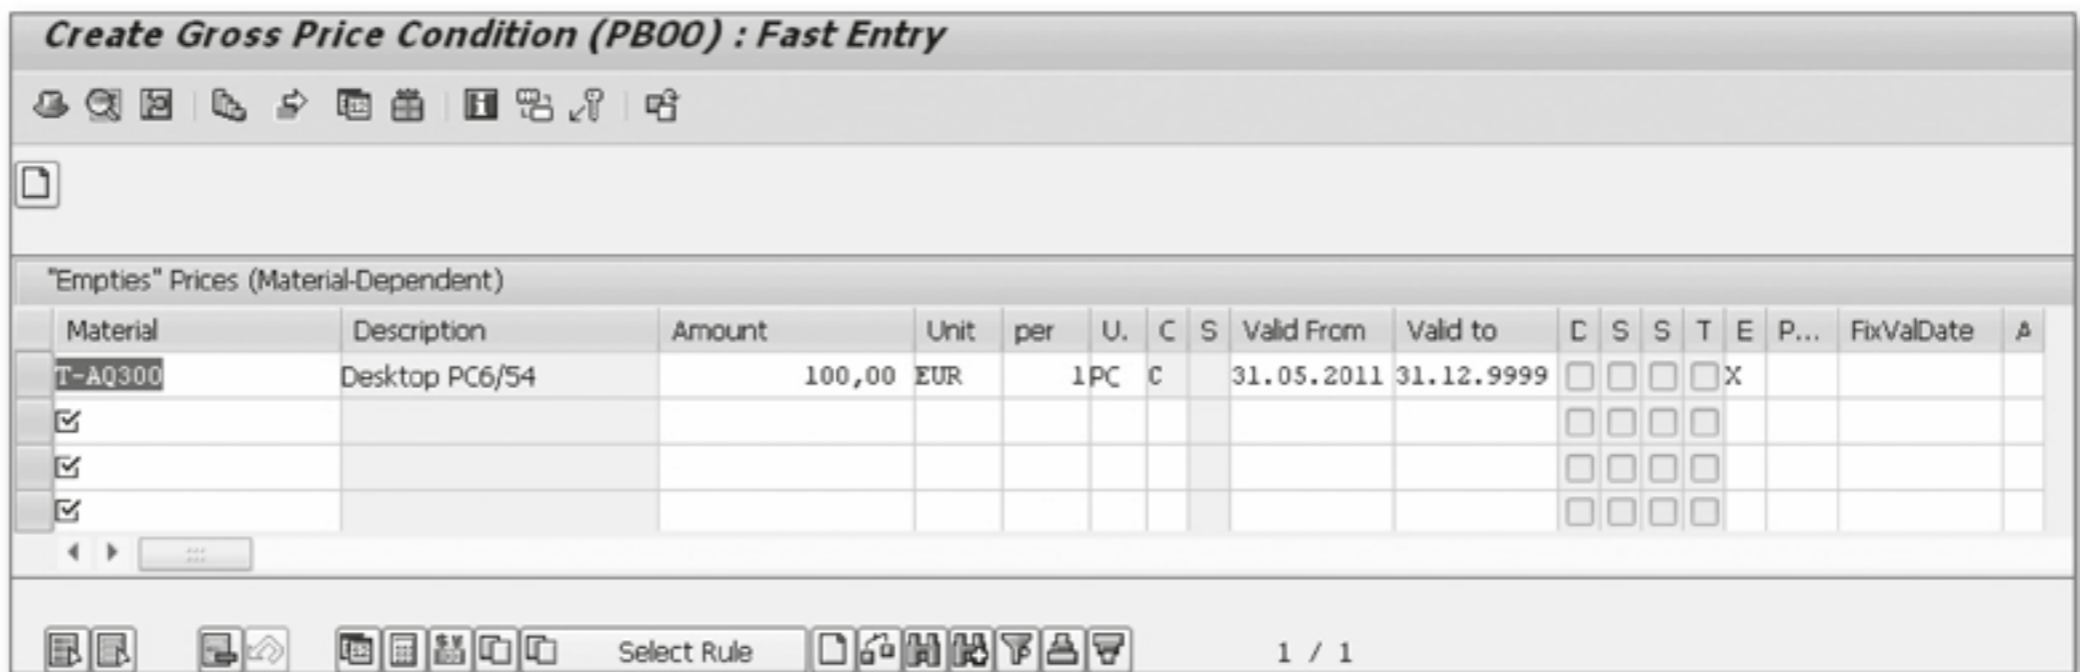 Create Gross Price Condition (PB00) : Fast Entry
"Empties" Prices (Material-Dependent)
Material Description Amount Unit per U. C S Valid From Valid to D S S T E P... FixValDate A
T-AQ300 Desktop PC6/54 100,00 EUR 1 PC C 31.05.2011 31.12.9999 X
Select Rule 1 / 1